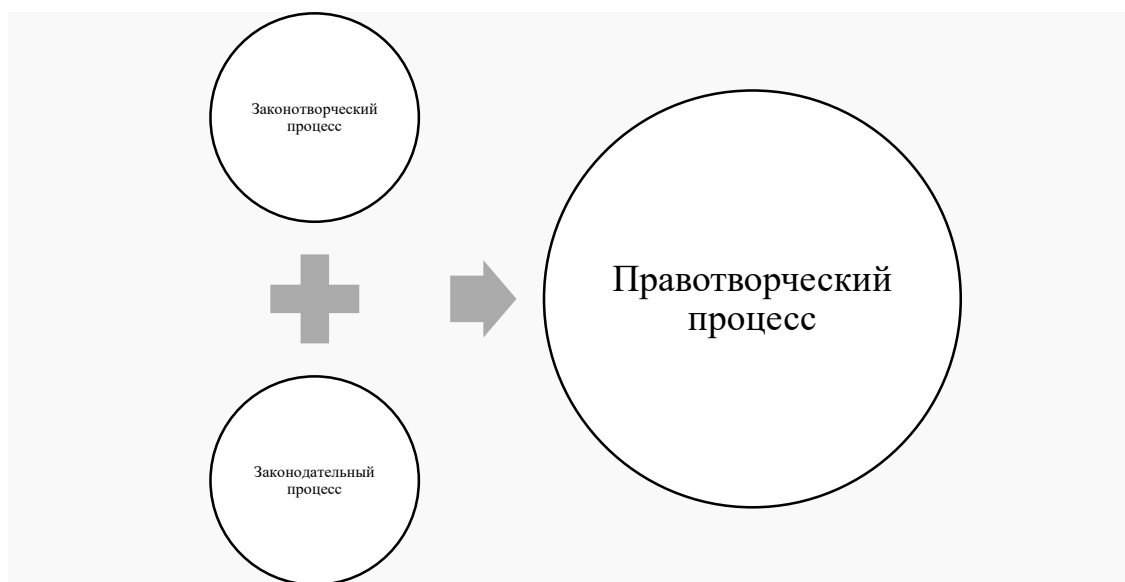 Законотворческий
процесс
Законодательный
процесс
Правотворческий
процесс